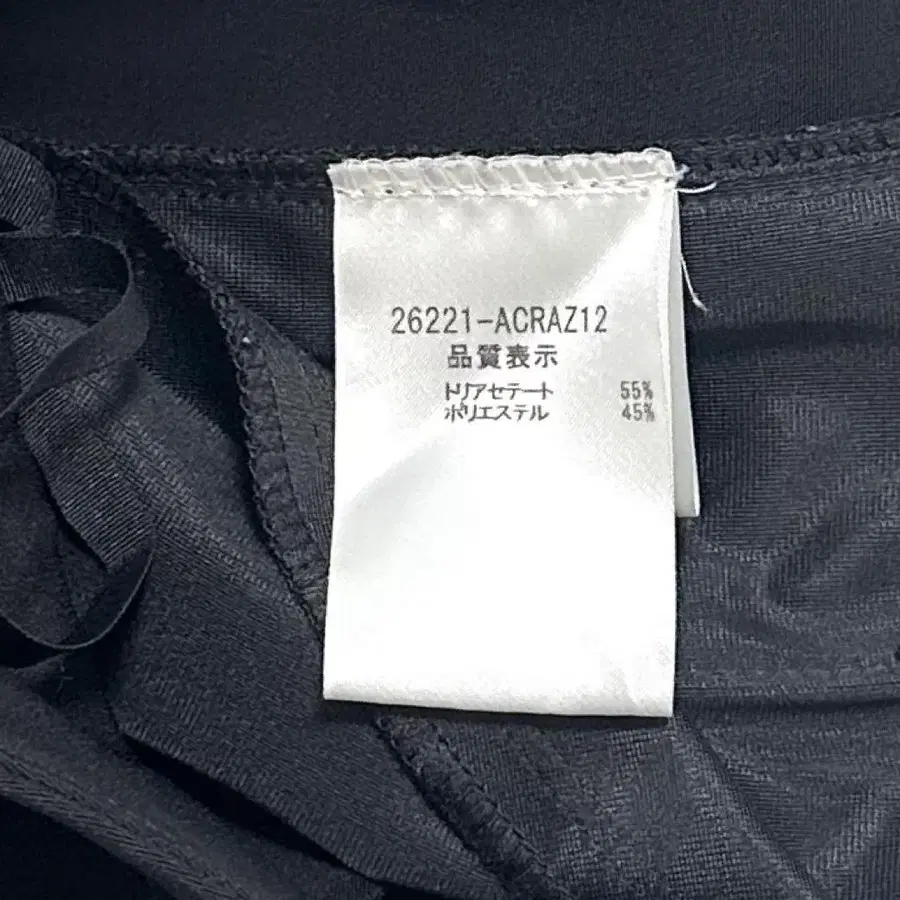 26221-ACRAZ12
品質表示
トリアセテート 55%
ポリエステル 45%